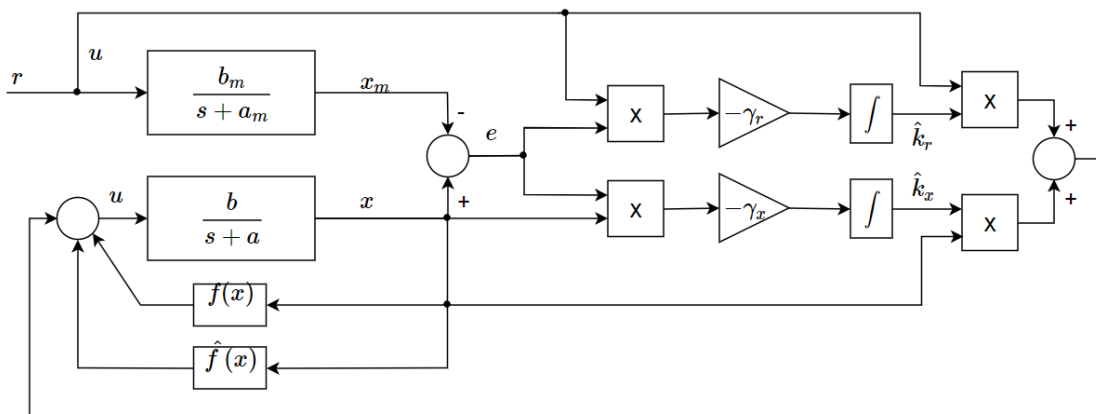 u
r
b_m
s + a_m
x_m
-
e
X
−γ_r
∫
k̂_r
X
+
u
b
s + a
x
+
X
−γ_x
∫
k̂_x
X
+
f(x)
f̂(x)